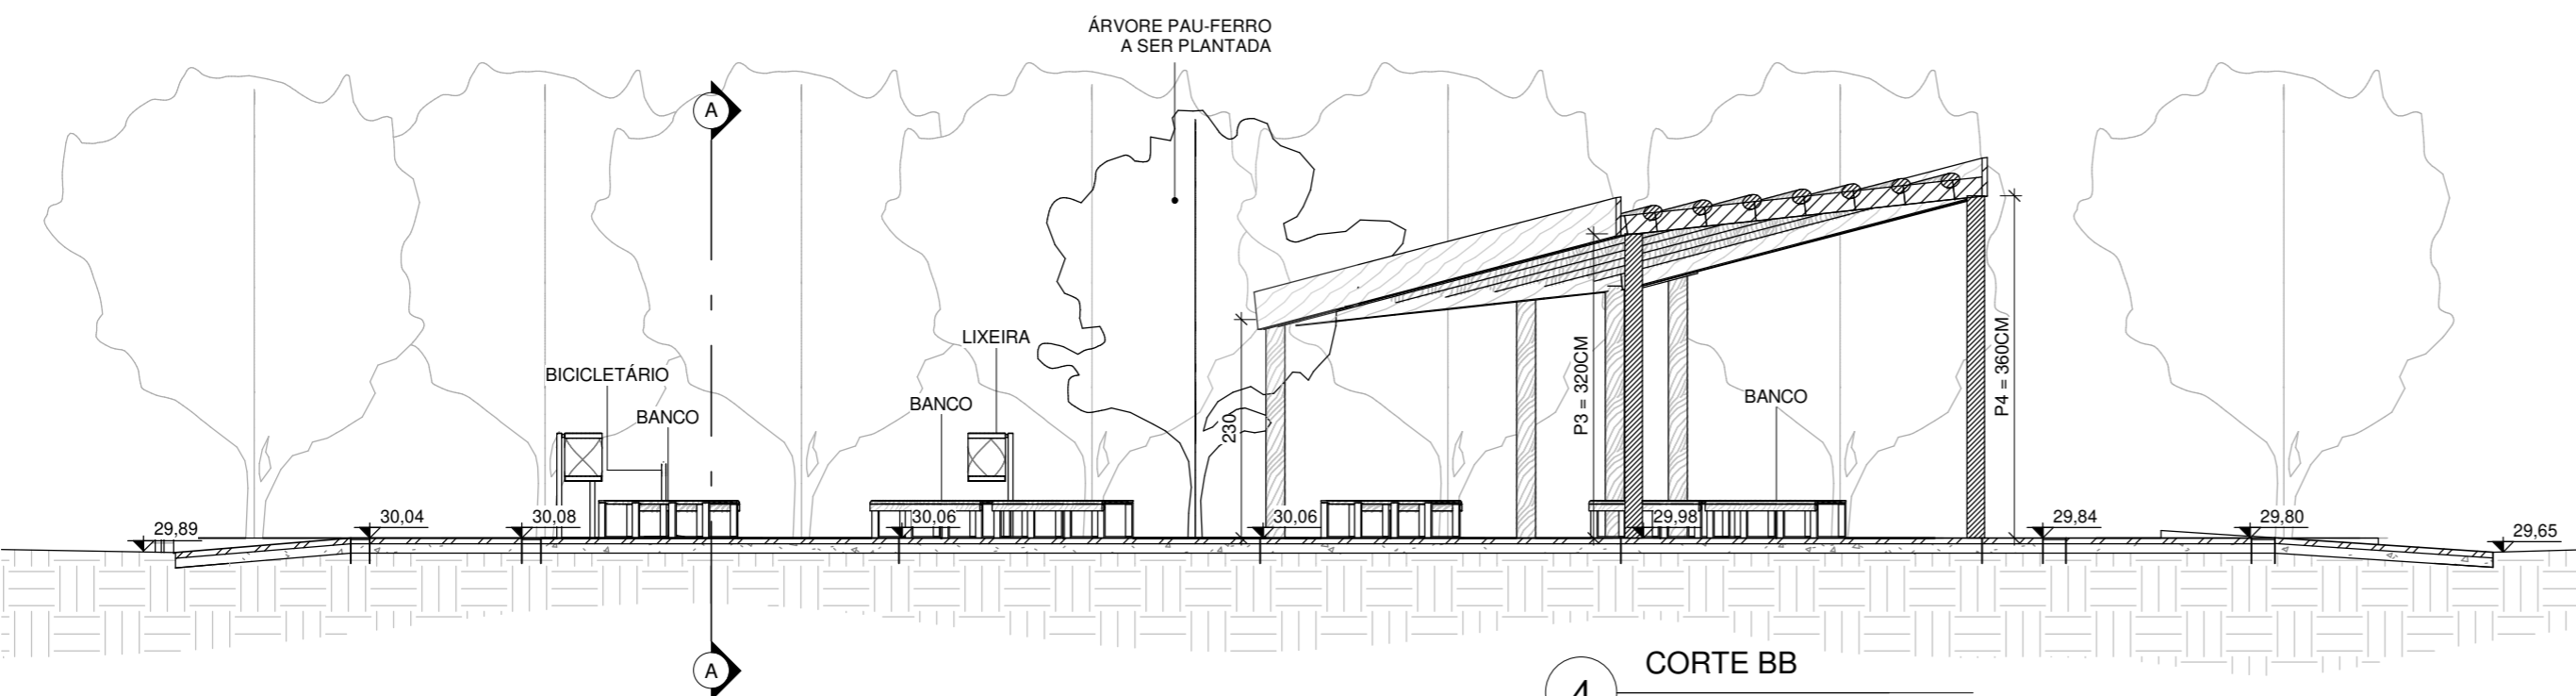 ÁRVORE PAU-FERRO
A SER PLANTADA
A
LIXEIRA
BICICLETÁRIO
BANCO
BANCO
BANCO
230
P3 = 320CM
P4 = 360CM
29,89
30,04
30,08
30,06
30,06
29,98
29,84
29,80
29,65
A
4
CORTE BB